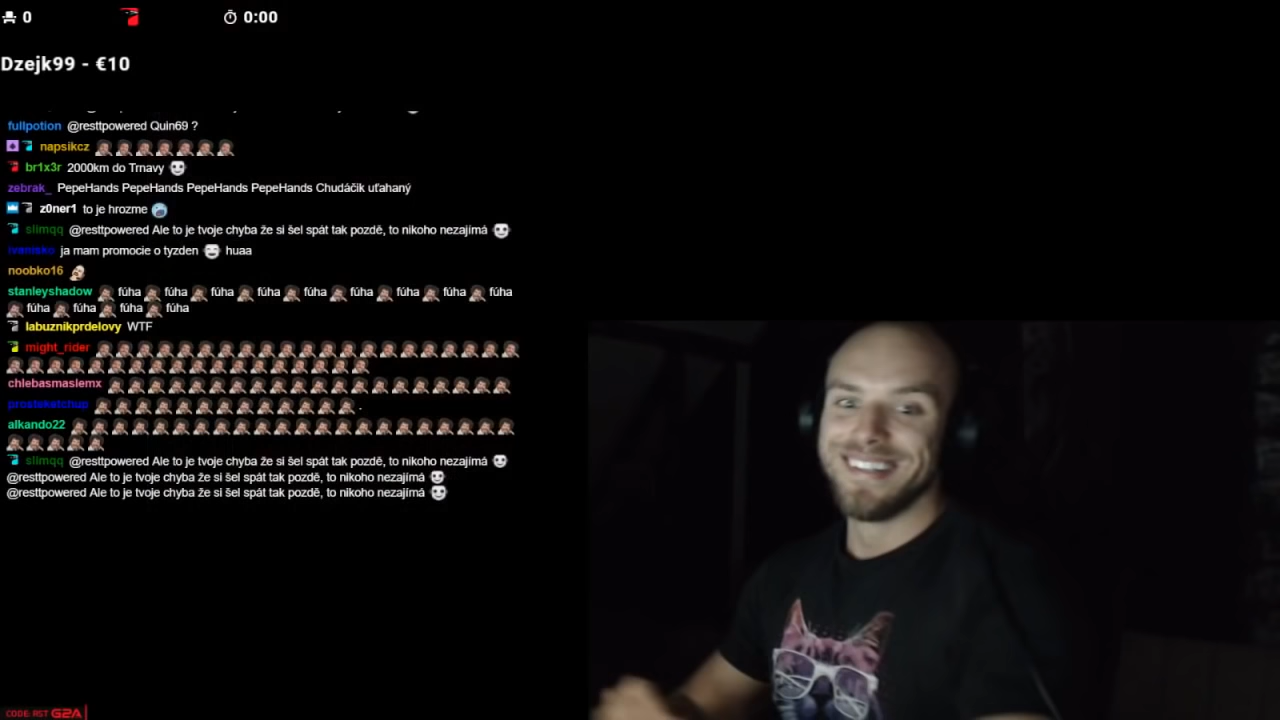 0
0:00
Dzejk99 - €10
fullpotion @resttpowered Quin69 ?
napsikcz
br1x3r 2000km do Trnavy
zebrak_ PepeHands PepeHands PepeHands PepeHands Chudáčik uťahaný
z0ner1 to je hrozme
slimqq @resttpowered Ale to je tvoje chyba že si šel spát tak pozdě, to nikoho nezajímá
ivanisko ja mam promocie o tyzden huaa
noobko16
stanleyshadow fúha fúha fúha fúha fúha fúha fúha fúha fúha
fúha fúha fúha fúha
labuznikprdelovy WTF
might_rider
chlebasmaslemx
prostekatchup .
alkando22
slimqq @resttpowered Ale to je tvoje chyba že si šel spát tak pozdě, to nikoho nezajímá
@resttpowered Ale to je tvoje chyba že si šel spát tak pozdě, to nikoho nezajímá
@resttpowered Ale to je tvoje chyba že si šel spát tak pozdě, to nikoho nezajímá
CODE: RST G2A